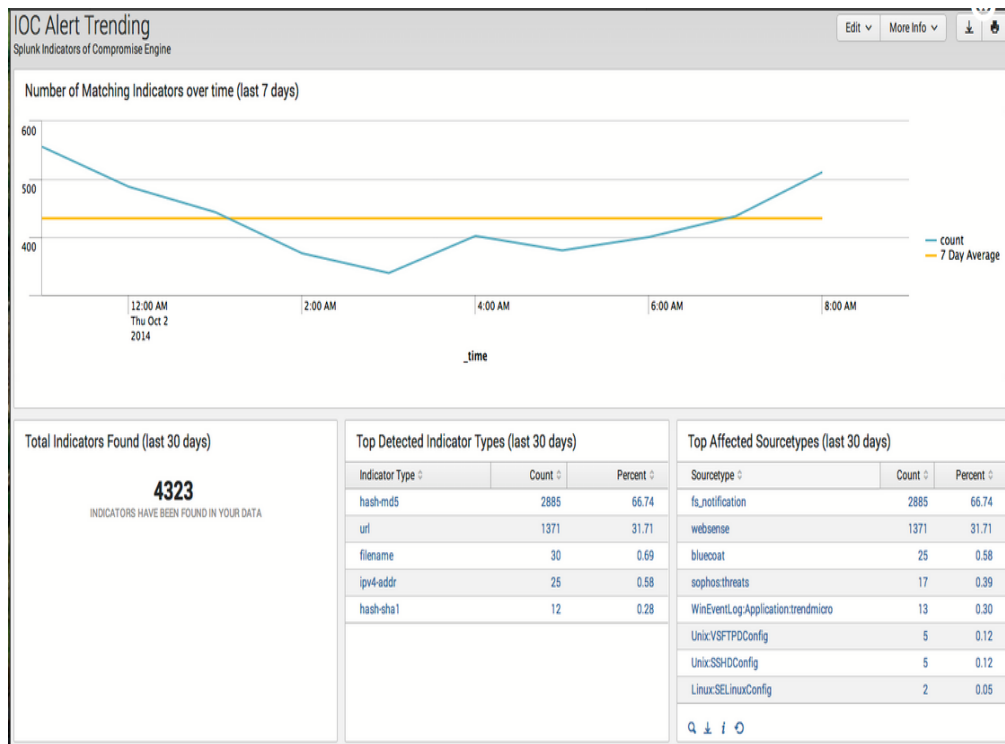 IOC Alert Trending
Splunk Indicators of Compromise Engine
Edit More Info
Number of Matching Indicators over time (last 7 days)
600
500
400
count
7 Day Average
12:00 AM 2:00 AM 4:00 AM 6:00 AM 8:00 AM
Thu Oct 2
2014
_time
Total Indicators Found (last 30 days)
4323
INDICATORS HAVE BEEN FOUND IN YOUR DATA
Top Detected Indicator Types (last 30 days)
Indicator Type Count Percent
hash-md5 2885 66.74
url 1371 31.71
filename 30 0.69
ipv4-addr 25 0.58
hash-sha1 12 0.28
Top Affected Sourcetypes (last 30 days)
Sourcetype Count Percent
fs_notification 2885 66.74
websense 1371 31.71
bluecoat 25 0.58
sophos:threats 17 0.39
WinEventLog:Application:trendmicro 13 0.30
Unix:VSFTPDConfig 5 0.12
Unix:SSHDConfig 5 0.12
Linux:SELinuxConfig 2 0.05